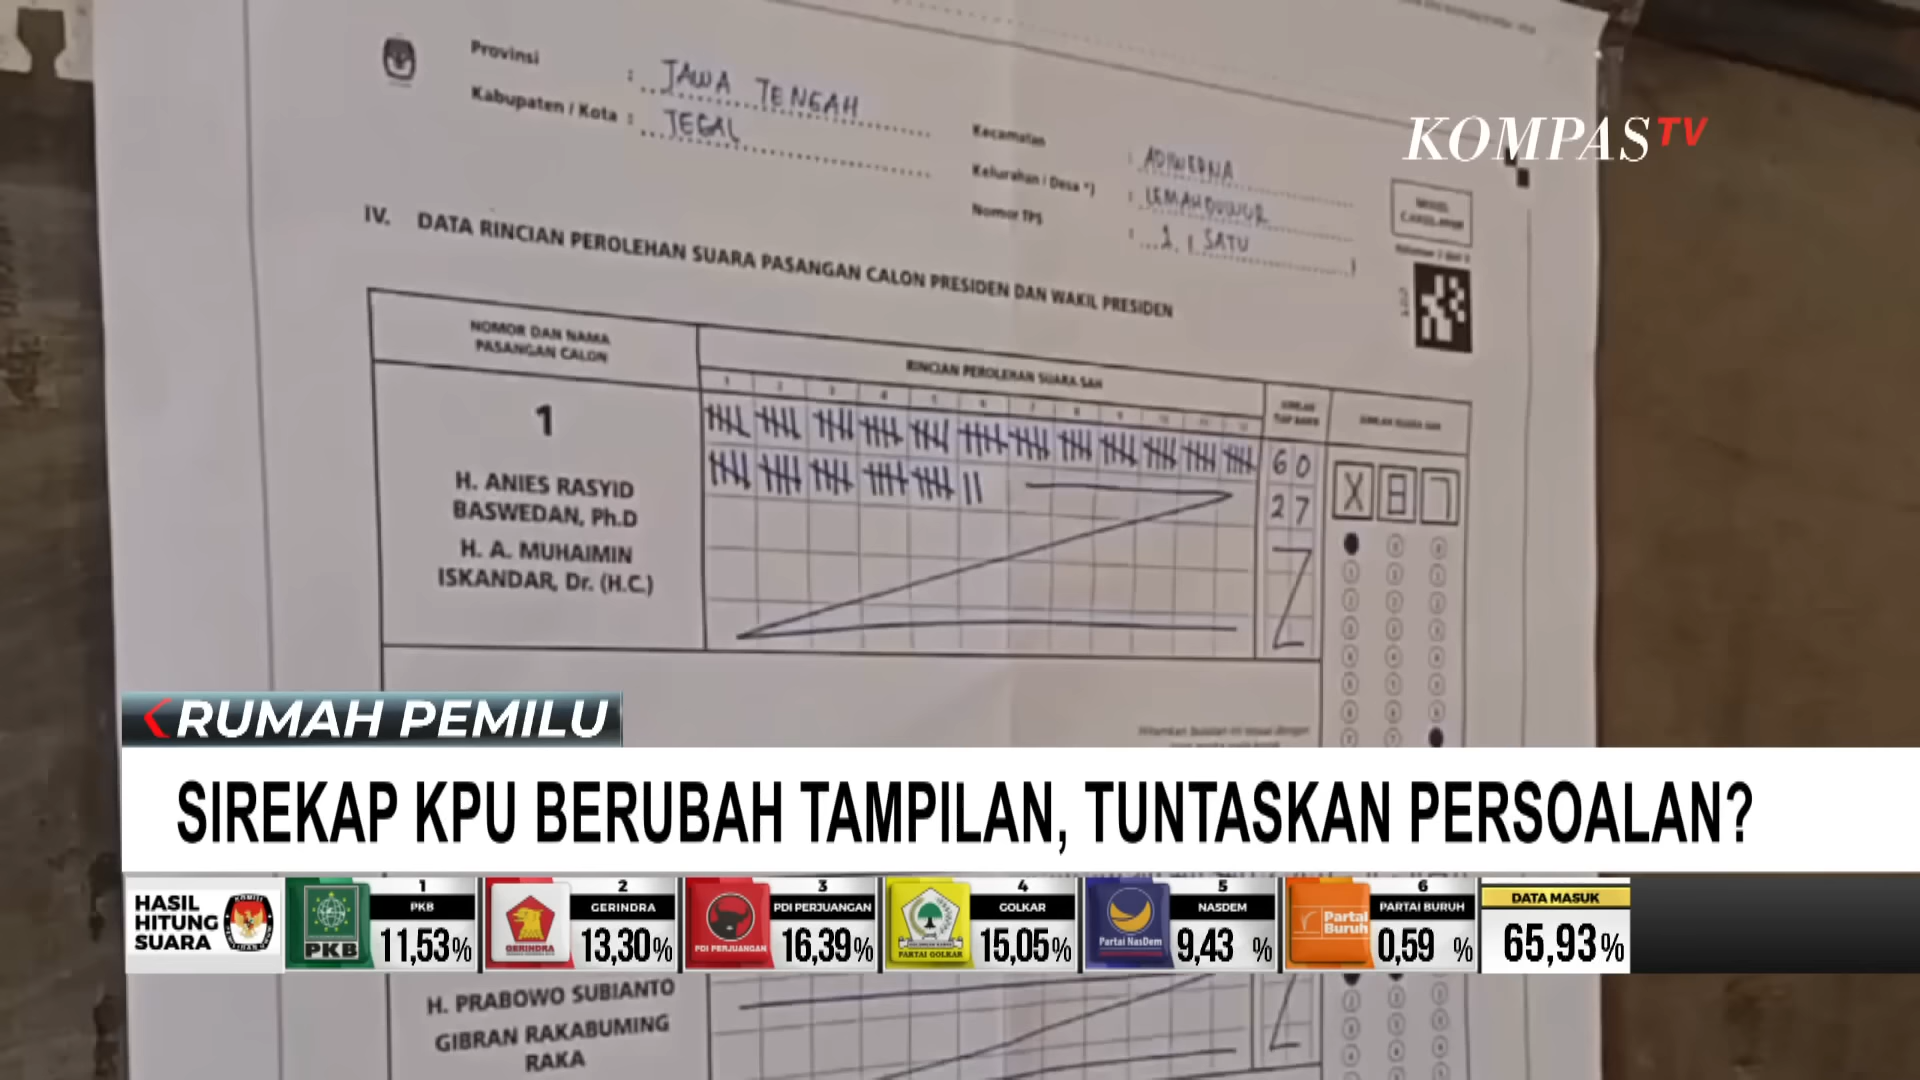 Provinsi : JAWA TENGAH
Kabupaten / Kota : TEGAL
Kecamatan : ADIWERNA
Kelurahan / Desa *) : LEMAHDUWUR
Nomor TPS : 1 ( SATU )
KOMPAS TV
IV. DATA RINCIAN PEROLEHAN SUARA PASANGAN CALON PRESIDEN DAN WAKIL PRESIDEN
NOMOR DAN NAMA
PASANGAN CALON
RINCIAN PEROLEHAN SUARA SAH
1
H. ANIES RASYID
BASWEDAN, Ph.D
H. A. MUHAIMIN
ISKANDAR, Dr. (H.C.)
60
27
X 8 7
RUMAH PEMILU
SIREKAP KPU BERUBAH TAMPILAN, TUNTASKAN PERSOALAN?
HASIL
HITUNG
SUARA
PKB
1
PKB
11,53%
GERINDRA
2
GERINDRA
13,30%
PDI PERJUANGAN
3
PDI PERJUANGAN
16,39%
PARTAI GOLKAR
4
GOLKAR
15,05%
Partai NasDem
5
NASDEM
9,43 %
Partai
Buruh
6
PARTAI BURUH
0,59 %
DATA MASUK
65,93%
H. PRABOWO SUBIANTO
GIBRAN RAKABUMING
RAKA